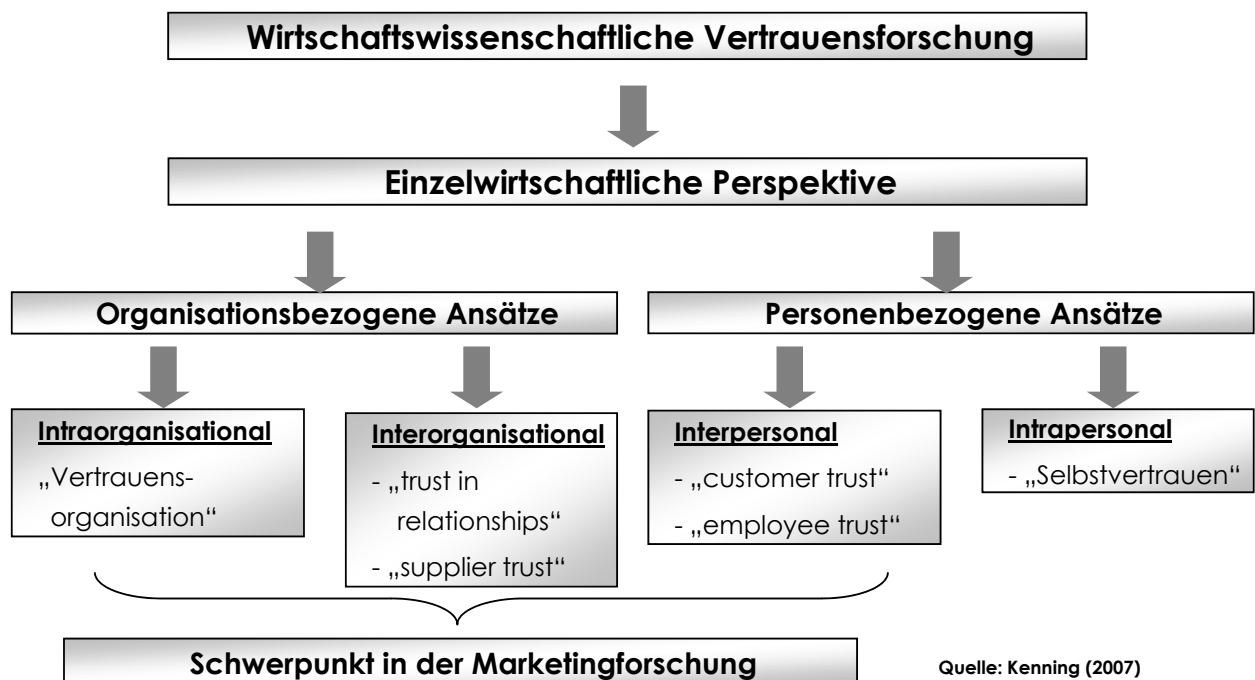 Wirtschaftswissenschaftliche Vertrauensforschung
Einzelwirtschaftliche Perspektive
Organisationsbezogene Ansätze
Personenbezogene Ansätze
Intraorganisational
„Vertrauens-
organisation“
Interorganisational
- „trust in
relationships“
- „supplier trust“
Interpersonal
- „customer trust“
- „employee trust“
Intrapersonal
- „Selbstvertrauen“
Schwerpunkt in der Marketingforschung
Quelle: Kenning (2007)